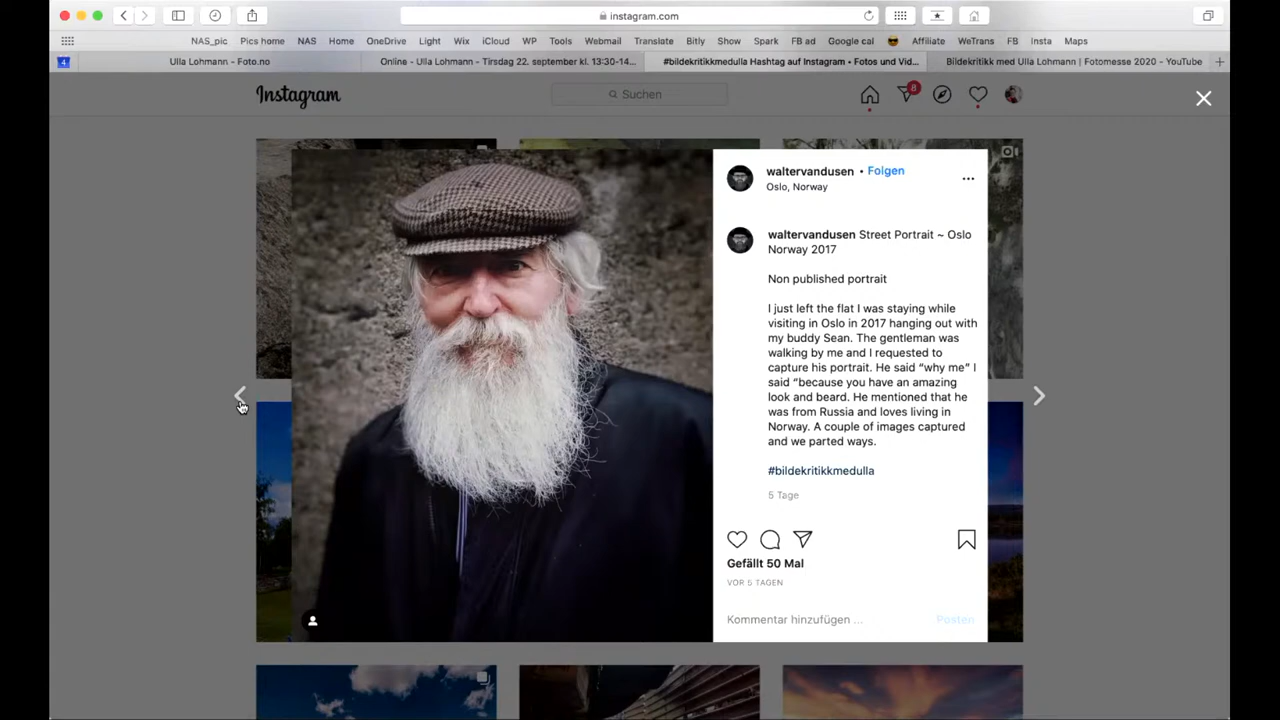 instagram.com
NAS_pic Pics home NAS Home OneDrive Light Wix iCloud WP Tools Webmail Translate Bitly Show Spark FB ad Google cal Affiliate WeTrans FB Insta Maps
4 Ulla Lohmann - Foto.no Online - Ulla Lohmann - Tirsdag 22. september kl. 13:30-14... #bildekritikkmedulla Hashtag auf Instagram • Fotos und Vid... Bildekritikk med Ulla Lohmann | Fotomesse 2020 - YouTube
Instagram Suchen 8
waltervandusen • Folgen
Oslo, Norway
waltervandusen Street Portrait ~ Oslo
Norway 2017
Non published portrait
I just left the flat I was staying while
visiting in Oslo in 2017 hanging out with
my buddy Sean. The gentleman was
walking by me and I requested to
capture his portrait. He said “why me” I
said “because you have an amazing
look and beard. He mentioned that he
was from Russia and loves living in
Norway. A couple of images captured
and we parted ways.
#bildekritikkmedulla
5 Tage
Gefällt 50 Mal
VOR 5 TAGEN
Kommentar hinzufügen ... Posten